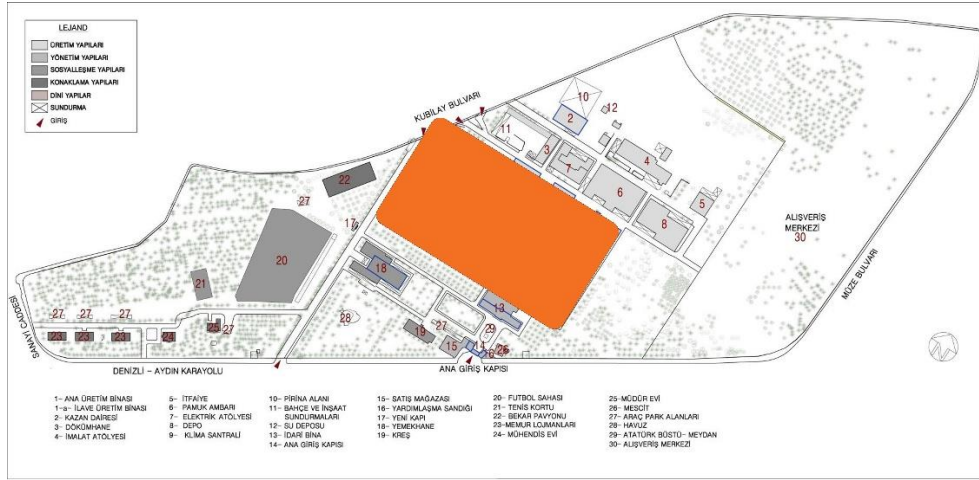 LEJAND
ÜRETİM YAPILARI
YÖNETİM YAPILARI
SOSYALLEŞME YAPILARI
KONAKLAMA YAPILARI
DİNİ YAPILAR
SUNDURMA
GİRİŞ
KUBİLAY BULVARI
10
12
2
11
3
7
4
6
5
8
22
27
17
20
18
21
13
28
27
29
19
15
14
16
26
27
27
27
23
23
23
24
25
27
ALIŞVERİŞ
MERKEZİ
30
MÜZE BULVARI
SANAYİ CADDESİ
DENİZLİ - AYDIN KARAYOLU
ANA GİRİŞ KAPISI
1- ANA ÜRETİM BİNASI
1-a- İLAVE ÜRETİM BİNASI
2- KAZAN DAİRESİ
3- DÖKÜMHANE
4- İMALAT ATÖLYESİ
5- İTFAİYE
6- PAMUK AMBARI
7- ELEKTRİK ATÖLYESİ
8- DEPO
9- KLİMA SANTRALİ
10- PİRİNA ALANI
11- BAHÇE VE İNŞAAT
SUNDURMALARI
12- SU DEPOSU
13- İDARİ BİNA
14- ANA GİRİŞ KAPISI
15- SATIŞ MAĞAZASI
16- YARDIMLAŞMA SANDIĞI
17- YENİ KAPI
18- YEMEKHANE
19- KREŞ
20- FUTBOL SAHASI
21- TENİS KORTU
22- BEKAR PAVYONU
23-MEMUR LOJMANLARI
24- MÜHENDİS EVİ
25- MÜDÜR EVİ
26- MESCİT
27- ARAÇ PARK ALANLARI
28- HAVUZ
29- ATATÜRK BÜSTÜ- MEYDAN
30- ALIŞVERİŞ MERKEZİ